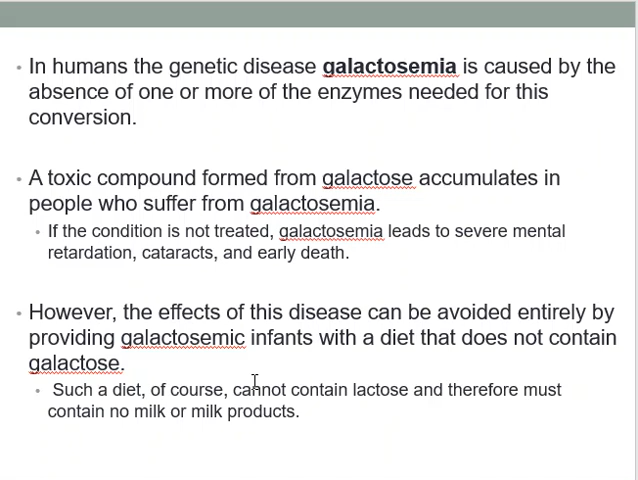 In humans the genetic disease galactosemia is caused by the
absence of one or more of the enzymes needed for this
conversion.
A toxic compound formed from galactose accumulates in
people who suffer from galactosemia.
If the condition is not treated, galactosemia leads to severe mental
retardation, cataracts, and early death.
However, the effects of this disease can be avoided entirely by
providing galactosemic infants with a diet that does not contain
galactose.
Such a diet, of course, cannot contain lactose and therefore must
contain no milk or milk products.